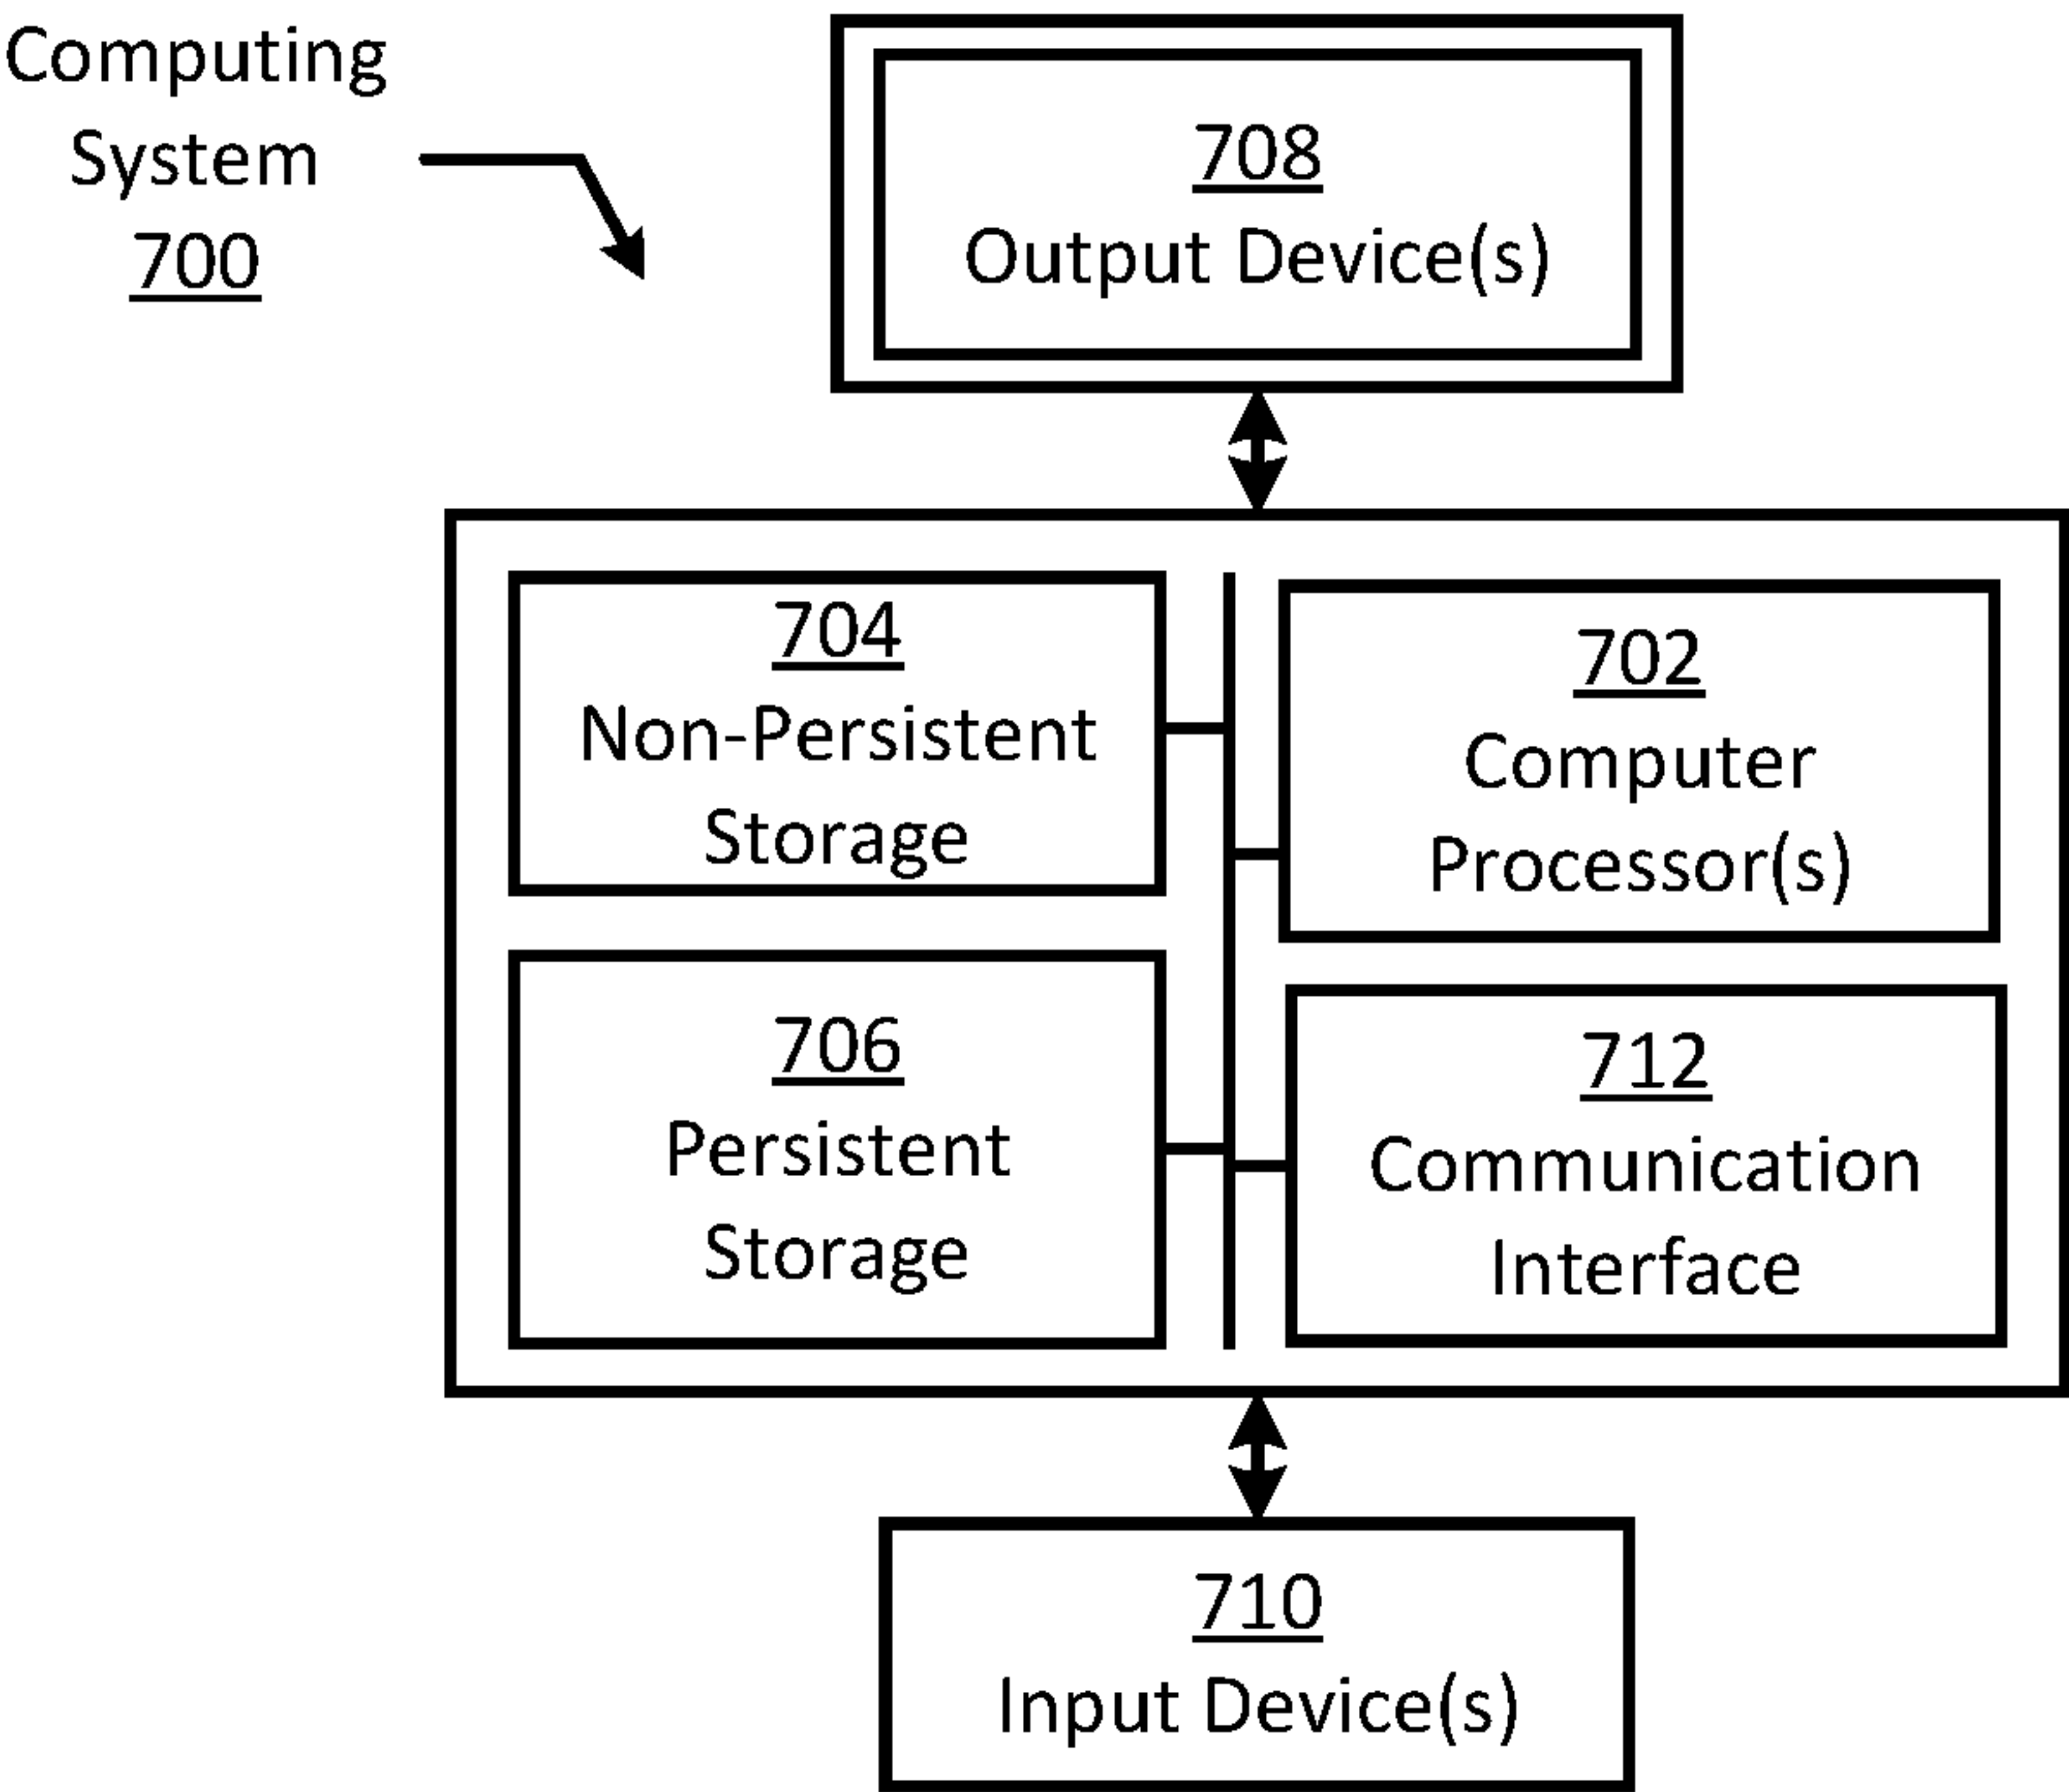 Computing
System
700
708
Output Device(s)
704
Non-Persistent
Storage
702
Computer
Processor(s)
706
Persistent
Storage
712
Communication
Interface
710
Input Device(s)